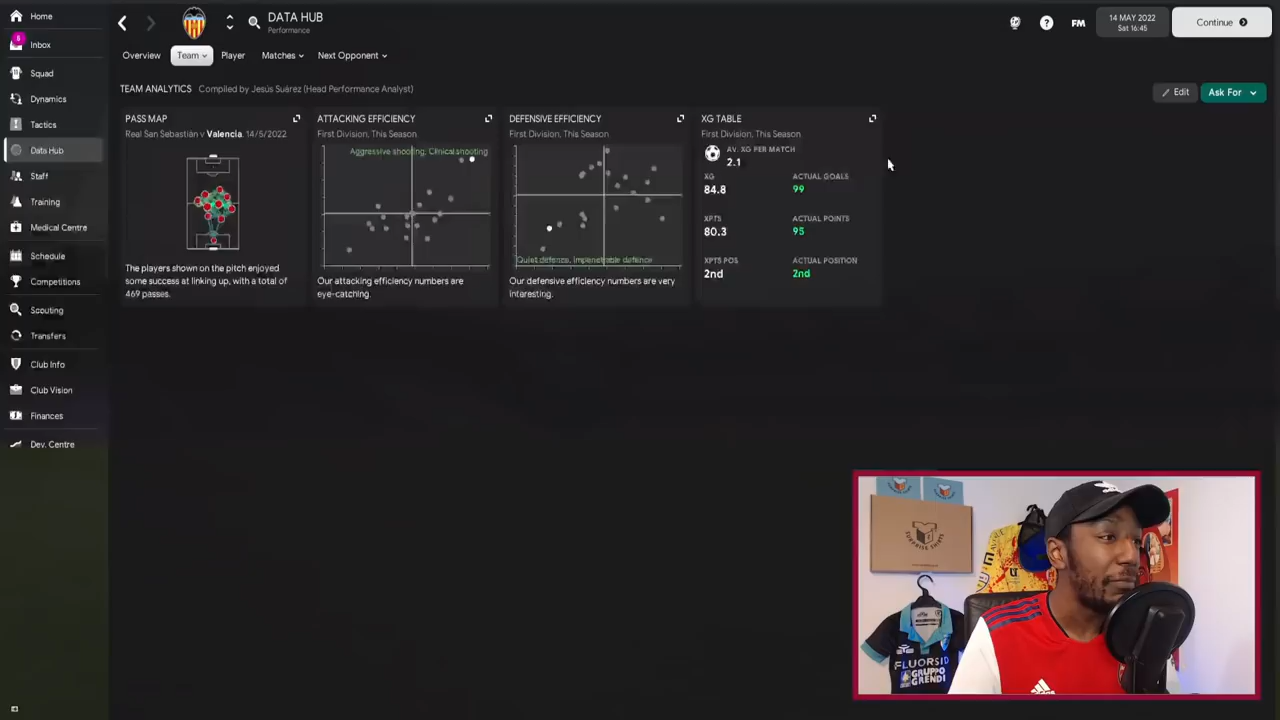 Home
8
Inbox
Squad
Dynamics
Tactics
Data Hub
Staff
Training
Medical Centre
Schedule
Competitions
Scouting
Transfers
Club Info
Club Vision
Finances
Dev. Centre
DATA HUB
Performance
?
FM
14 MAY 2022
Sat 16:45
Continue
Overview
Team
Player
Matches
Next Opponent
TEAM ANALYTICS Compiled by Jesús Suárez (Head Performance Analyst)
Edit
Ask For
PASS MAP
Real San Sebastián v Valencia, 14/5/2022
The players shown on the pitch enjoyed
some success at linking up, with a total of
469 passes.
ATTACKING EFFICIENCY
First Division, This Season
Aggressive shooting; Clinical shooting
Our attacking efficiency numbers are
eye-catching.
DEFENSIVE EFFICIENCY
First Division, This Season
Quiet defence, Impenetrable defence
Our defensive efficiency numbers are very
interesting.
XG TABLE
First Division, This Season
AV. XG PER MATCH
2.1
XG
84.8
ACTUAL GOALS
99
XPTS
80.3
ACTUAL POINTS
95
XPTS POS
2nd
ACTUAL POSITION
2nd
SURPRISE SHIRTS
FLUORSID
GRUPPO
GRENDI